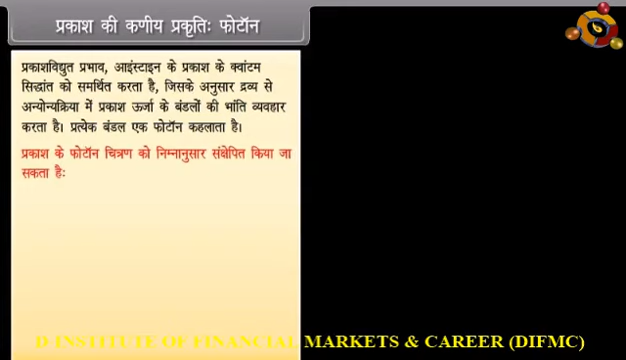 प्रकाश की कणीय प्रकृतिः फोटॉन
प्रकाशविद्युत प्रभाव, आइंस्टाइन के प्रकाश के क्वांटम
सिद्धांत को समर्थित करता है, जिसके अनुसार द्रव्य से
अन्योन्यक्रिया में प्रकाश ऊर्जा के बंडलों की भांति व्यवहार
करता है। प्रत्येक बंडल एक फोटॉन कहलाता है।
प्रकाश के फोटॉन चित्रण को निम्नानुसार संक्षेपित किया जा
सकता हैः
D INSTITUTE OF FINANCIAL MARKETS & CAREER (DIFMC)